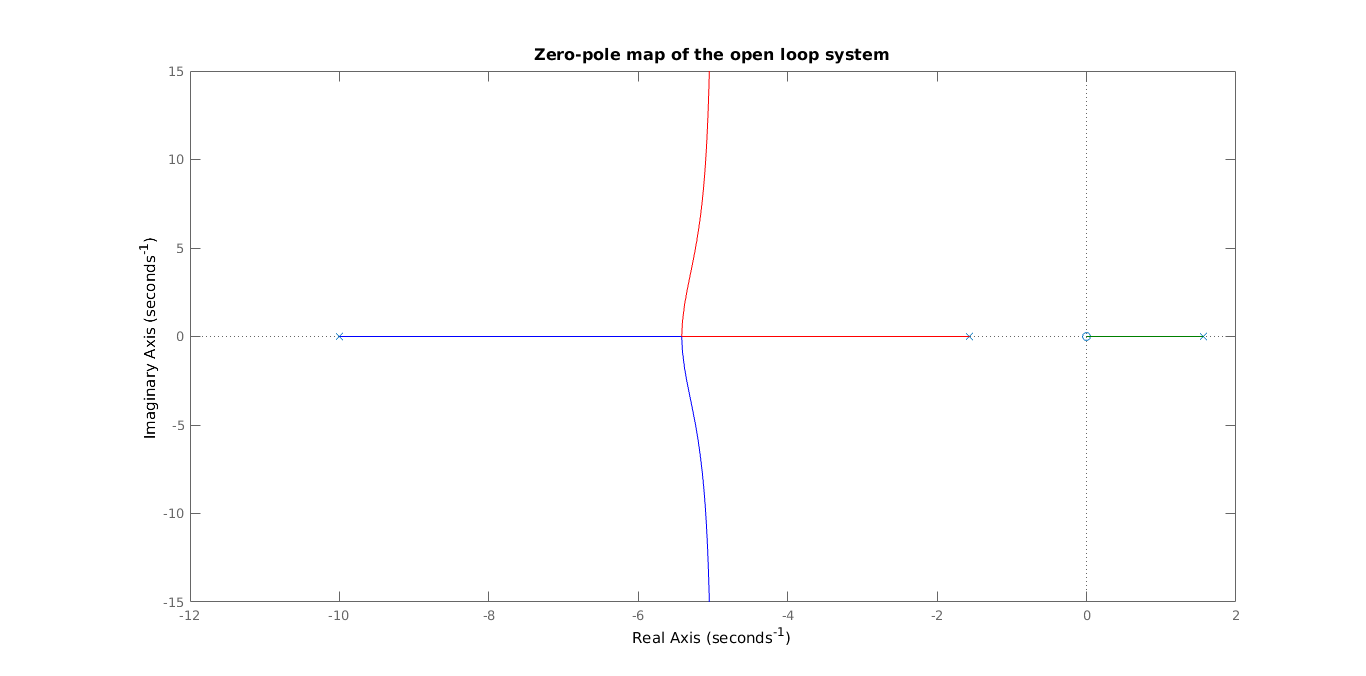 Zero-pole map of the open loop system
15
10
5
0
-5
-10
-15
Imaginary Axis (seconds-1)
-12 -10 -8 -6 -4 -2 0 2
Real Axis (seconds-1)